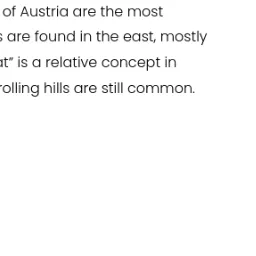 of Austria are the most
s are found in the east, mostly
at” is a relative concept in
rolling hills are still common.